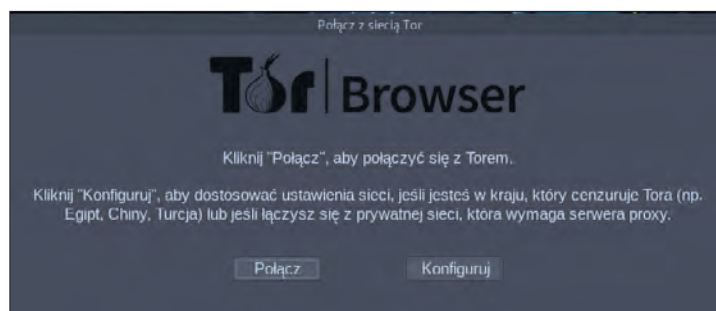 Połącz z siecią Tor
Tor Browser
Kliknij "Połącz", aby połączyć się z Torem.
Kliknij "Konfiguruj", aby dostosować ustawienia sieci, jeśli jesteś w kraju, który cenzuruje Tora (np.
Egipt, Chiny, Turcja) lub jeśli łączysz się z prywatnej sieci, która wymaga serwera proxy.
Połącz Konfiguruj